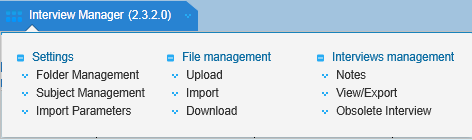 Interview Manager (2.3.2.0)
Settings
Folder Management
Subject Management
Import Parameters
File management
Upload
Import
Download
Interviews management
Notes
View/Export
Obsolete Interview